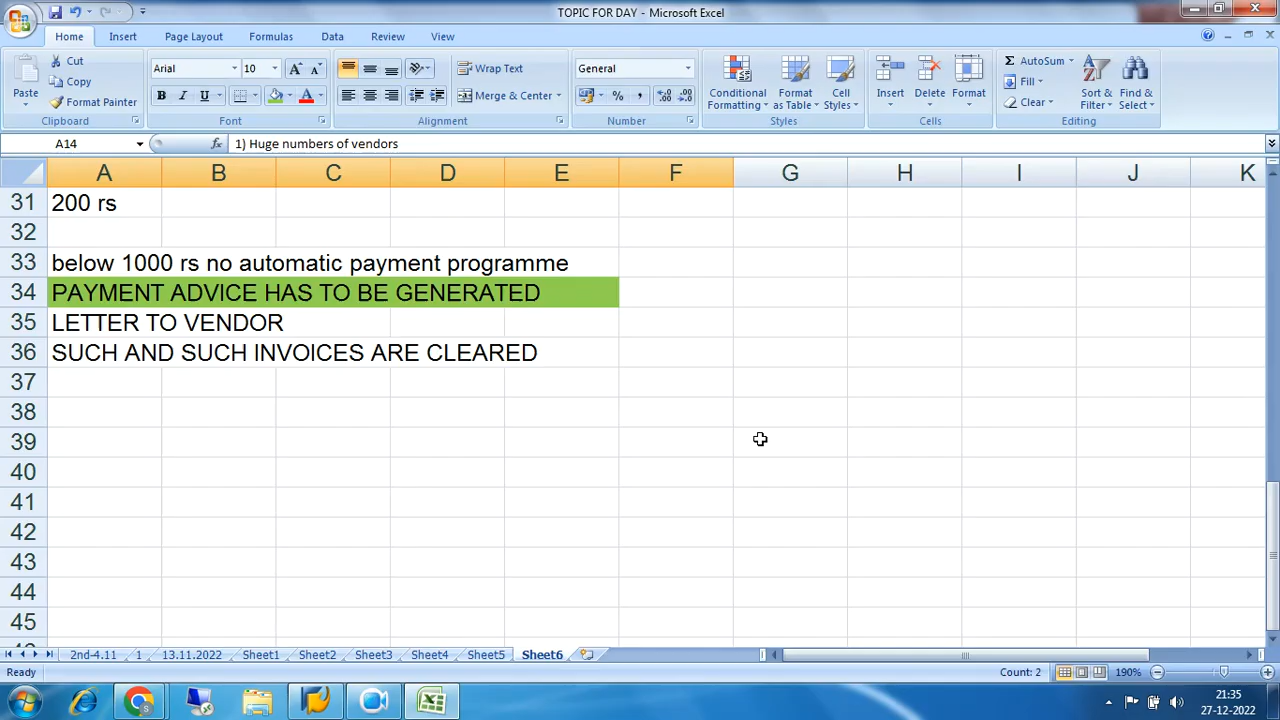 TOPIC FOR DAY - Microsoft Excel
Home Insert Page Layout Formulas Data Review View
Cut
Copy
Format Painter
Paste
Clipboard
Arial 10
B I U
Font
Wrap Text
Merge & Center
Alignment
General
% ,
Number
Conditional Formatting
Format as Table
Cell Styles
Styles
Insert Delete Format
Cells
Σ AutoSum
Fill
Clear
Sort & Filter
Find & Select
Editing
A14 fx 1) Huge numbers of vendors
A B C D E F G H I J K
31 200 rs
32
33 below 1000 rs no automatic payment programme
34 PAYMENT ADVICE HAS TO BE GENERATED
35 LETTER TO VENDOR
36 SUCH AND SUCH INVOICES ARE CLEARED
37
38
39
40
41
42
43
44
45
2nd-4.11 1 13.11.2022 Sheet1 Sheet2 Sheet3 Sheet4 Sheet5 Sheet6
Ready Count: 2 190%
21:35
27-12-2022